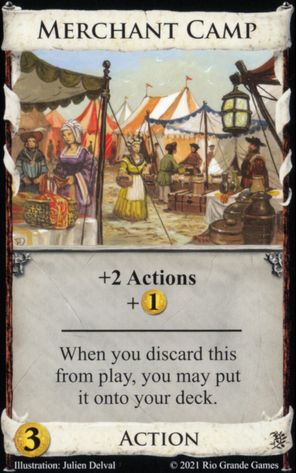 MERCHANT CAMP
+2 Actions
+1
When you discard this
from play, you may put
it onto your deck.
3 ACTION
Illustration: Julien Delval © 2021 Rio Grande Games